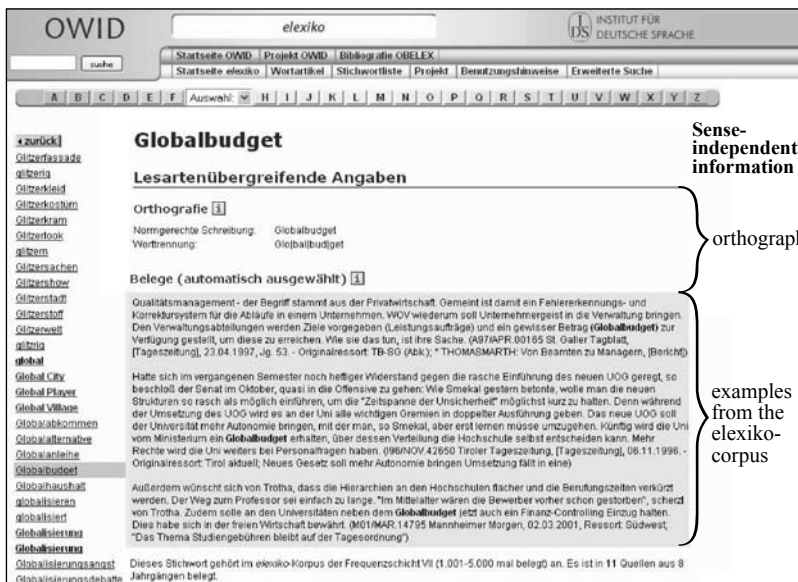 OWID
elexiko
INSTITUT FÜR
DEUTSCHE SPRACHE
suche
Startseite OWID | Projekt OWID | Bibliografie OBELEX
Startseite elexiko | Wortartikel | Stichwortliste | Projekt | Benutzungshinweise | Erweiterte Suche
A B C D E F Auswahl: H I J K L M N O P Q R S T U V W X Y Z
zurück
Glitzerfassade
glitzerig
Glitzerkleid
Glitzerkostüm
Glitzerkram
Glitzerlook
glitzern
Glitzersachen
Glitzershow
Glitzerstadt
Glitzerstoff
Glitzerwelt
glitzrig
global
Global City
Global Player
Global Village
Globalabkommen
Globalalternative
Globalanleihe
Globalbudget
Globalhaushalt
globalisieren
globalisiert
Globalisierung
Globalisierung
Globalisierungsangst
Globalisierungsdebatte
Globalbudget
Lesartenübergreifende Angaben
Orthografie i
Normgerechte Schreibung: Globalbudget
Worttrennung: Glo|bal|bud|get
Belege (automatisch ausgewählt) i
Qualitätsmanagement - der Begriff stammt aus der Privatwirtschaft. Gemeint ist damit ein Fehlererkennungs- und
Korrektursystem für die Abläufe in einem Unternehmen. WOV wiederum soll Unternehmergeist in die Verwaltung bringen.
Den Verwaltungsabteilungen werden Ziele vorgegeben (Leistungsaufträge) und ein gewisser Betrag (Globalbudget) zur
Verfügung gestellt, um diese zu erreichen. Wie sie das tun, ist ihre Sache. (A97/APR.00165 St. Galler Tagblatt,
[Tageszeitung], 23.04.1997, Jg. 53. - Originalressort: TB-SG (Abk.); * THOMASMARTH: Von Beamten zu Managern, [Bericht])
Hatte sich im vergangenen Semester noch heftiger Widerstand gegen die rasche Einführung des neuen UOG geregt, so
beschloß der Senat im Oktober, quasi in die Offensive zu gehen: Wie Smekal gestern betonte, wolle man die neuen
Strukturen so rasch als möglich einführen, um die "Zeitspanne der Unsicherheit" möglichst kurz zu halten. Denn während
der Umsetzung des UOG wird es an der Uni alle wichtigen Gremien in doppelter Ausführung geben. Das neue UOG soll
der Universität mehr Autonomie bringen, mit der man, so Smekal, aber erst lernen müsse umzugehen. Künftig wird die Uni
vom Ministerium ein Globalbudget erhalten, über dessen Verteilung die Hochschule selbst entscheiden kann. Mehr
Rechte wird die Uni weiters bei Personalfragen haben. (I96/NOV.42650 Tiroler Tageszeitung, [Tageszeitung], 06.11.1996. -
Originalressort: Tirol aktuell; Neues Gesetz soll mehr Autonomie bringen Umsetzung fällt in eine)
Außerdem wünscht sich von Trotha, dass die Hierarchien an den Hochschulen flacher und die Berufungszeiten verkürzt
werden. Der Weg zum Professor sei einfach zu lange. "Im Mittelalter wären die Bewerber vorher schon gestorben", scherzt
von Trotha. Zudem solle an den Universitäten neben dem Globalbudget jetzt auch ein Finanz-Controlling Einzug halten.
Dies habe sich in der freien Wirtschaft bewährt. (M01/MAR.14795 Mannheimer Morgen, 02.03.2001, Ressort: Südwest;
"Das Thema Studiengebühren bleibt auf der Tagesordnung")
Dieses Stichwort gehört im elexiko-Korpus der Frequenzschicht VII (1.001-5.000 mal belegt) an. Es ist in 11 Quellen aus 8
Jahrgängen belegt.
Sense-
independent
information
orthograph
examples
from the
elexiko-
corpus